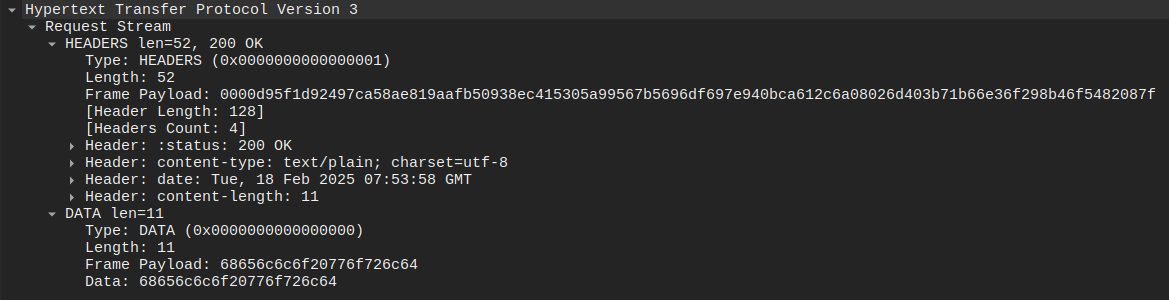 Hypertext Transfer Protocol Version 3
Request Stream
HEADERS len=52, 200 OK
Type: HEADERS (0x0000000000000001)
Length: 52
Frame Payload: 0000d95f1d92497ca58ae819aafb50938ec415305a99567b5696df697e940bca612c6a08026d403b71b66e36f298b46f5482087f
[Header Length: 128]
[Headers Count: 4]
Header: :status: 200 OK
Header: content-type: text/plain; charset=utf-8
Header: date: Tue, 18 Feb 2025 07:53:58 GMT
Header: content-length: 11
DATA len=11
Type: DATA (0x0000000000000000)
Length: 11
Frame Payload: 68656c6c6f20776f726c64
Data: 68656c6c6f20776f726c64